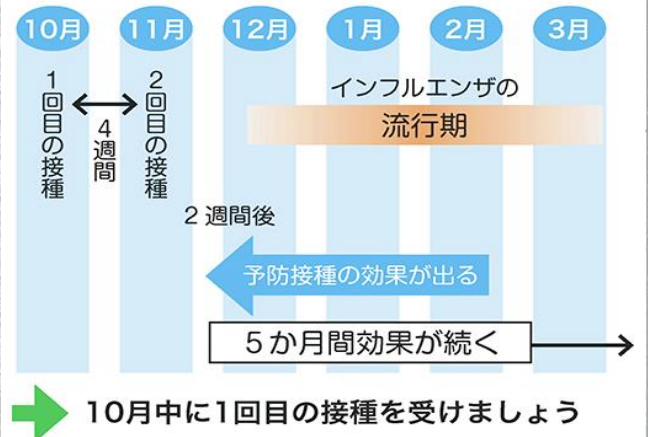 10月 11月 12月 1月 2月 3月
1回目の接種
4週間
2回目の接種
インフルエンザの
流行期
2週間後
予防接種の効果が出る
5か月間効果が続く
10月中に1回目の接種を受けましょう